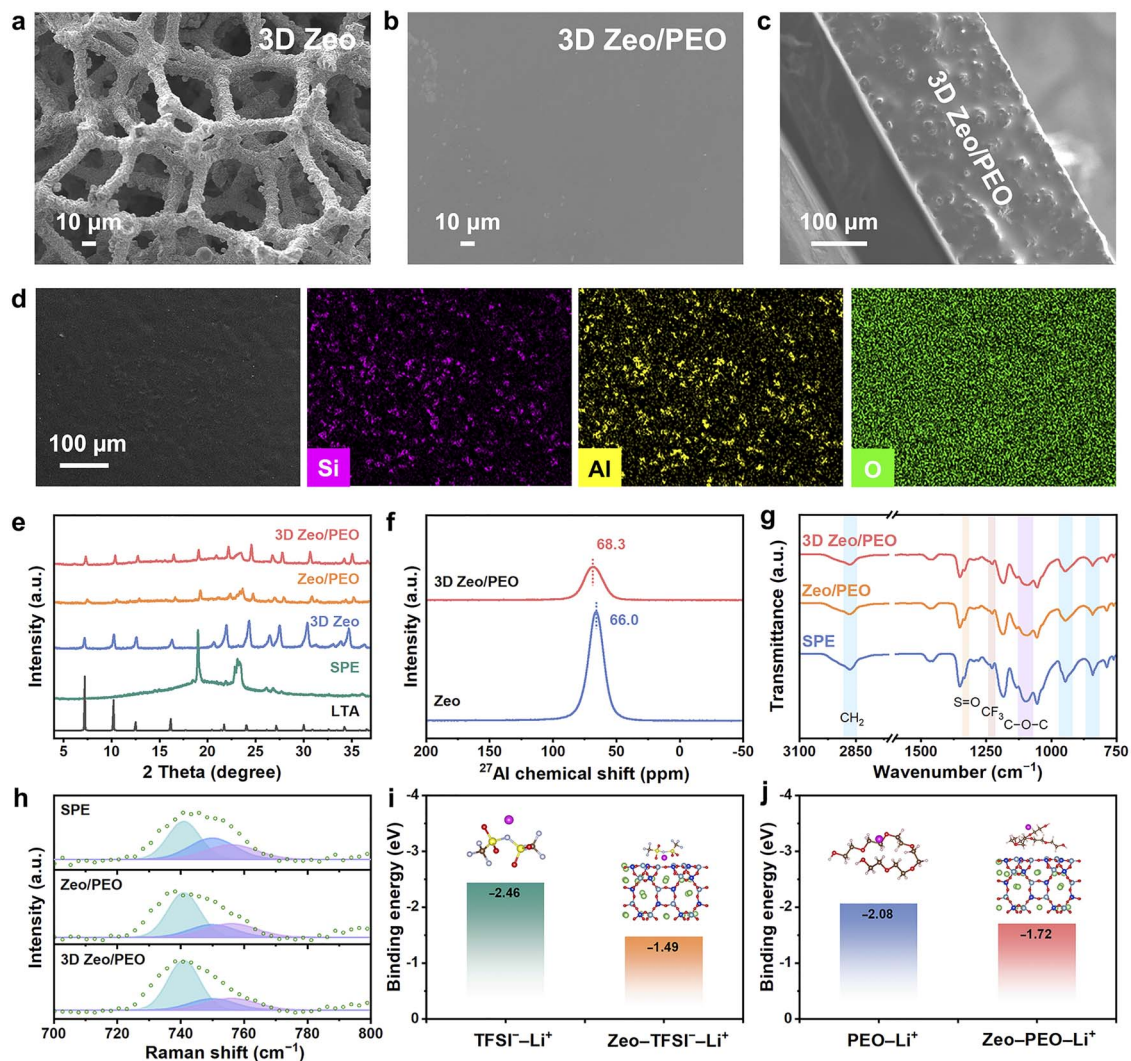 a
3D Zeo
10 μm
b
3D Zeo/PEO
10 μm
c
3D Zeo/PEO
100 μm
d
100 μm
Si
Al
O
e
Intensity (a.u.)
3D Zeo/PEO
Zeo/PEO
3D Zeo
SPE
LTA
5 10 15 20 25 30 35
2 Theta (degree)
f
Intensity (a.u.)
68.3
3D Zeo/PEO
66.0
Zeo
200 150 100 50 0 -50
²⁷Al chemical shift (ppm)
g
Transmittance (a.u.)
3D Zeo/PEO
Zeo/PEO
SPE
CH₂
S=O
CF₃
C–O–C
3100 2850 1500 1250 1000 750
Wavenumber (cm⁻¹)
h
Intensity (a.u.)
SPE
Zeo/PEO
3D Zeo/PEO
700 720 740 760 780 800
Raman shift (cm⁻¹)
i
Binding energy (eV)
-4
-3
-2
-1
0
−2.46
−1.49
TFSI⁻–Li⁺
Zeo–TFSI⁻–Li⁺
j
Binding energy (eV)
-4
-3
-2
-1
0
−2.08
−1.72
PEO–Li⁺
Zeo–PEO–Li⁺